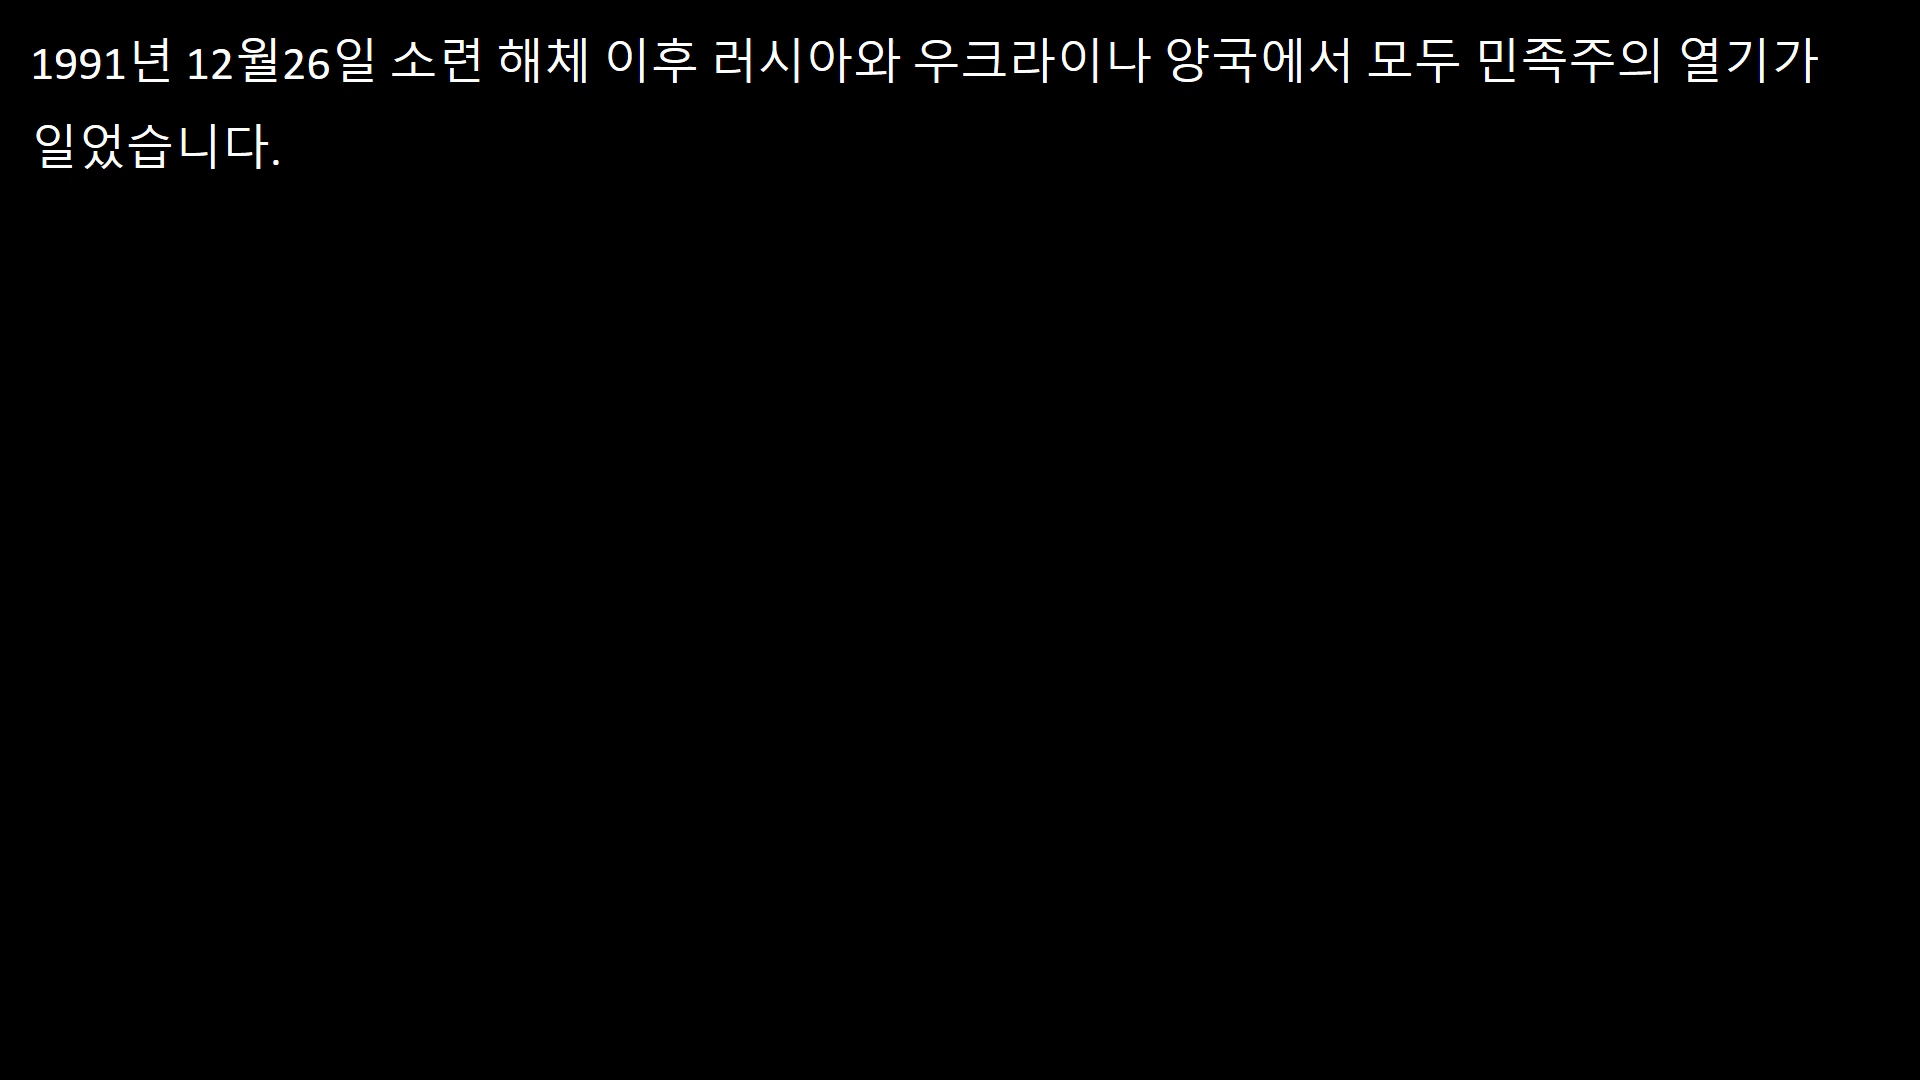 1991년 12월26일 소련 해체 이후 러시아와 우크라이나 양국에서 모두 민족주의 열기가
일었습니다.